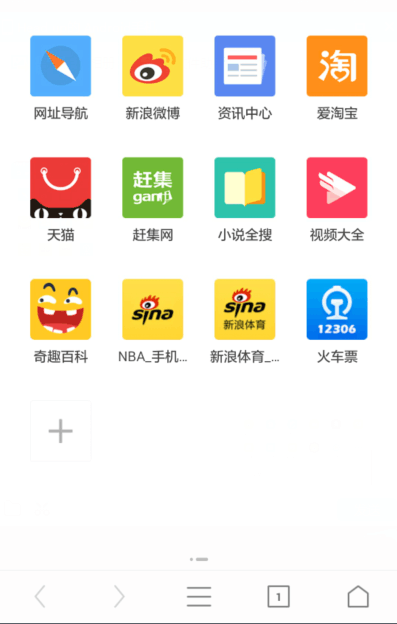 网址导航
新浪微博
资讯中心
淘
爱淘宝
天猫
赶集
ganji
赶集网
小说全搜
视频大全
奇趣百科
sina
NBA_手机...
sina
新浪体育
新浪体育_...
12306
火车票
1